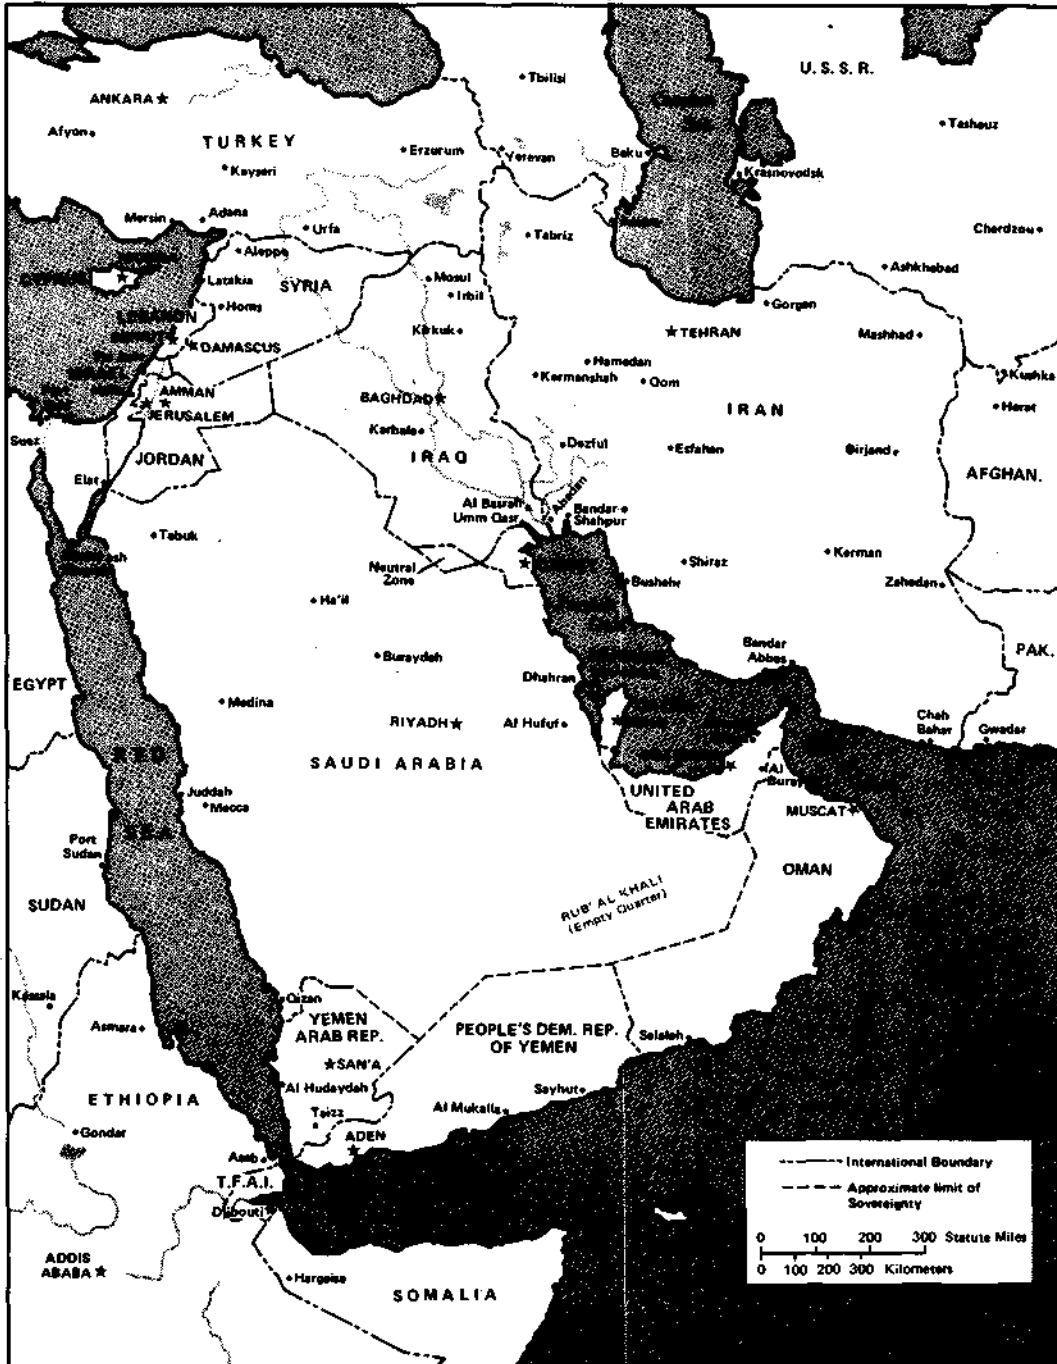 U. S. S. R.
Tbilisi
ANKARA
Afyon
Tashauz
TURKEY
Erzurum
Yerevan
Baku
Kayseri
Krasnovodsk
Mersin
Adana
Urfa
Tabriz
Chardzou
Aleppo
Ashkhabad
Latakia
SYRIA
Mosul
Irbil
Gorgan
Homs
LEBANON
Kirkuk
TEHRAN
Mashhad
DAMASCUS
Hamadan
Kermanshah
Qom
Kushka
AMMAN
BAGHDAD
IRAN
Herat
JERUSALEM
Karbala
Suez
Dezful
Esfahan
Birjand
JORDAN
IRAQ
AFGHAN.
Elat
Abadan
Al Basrah
Umm Qasr
Bandar
Shahpur
Tabuk
Neutral
Zone
Shiraz
Kerman
Bushehr
Zahedan
Ha'il
Buraydah
Bandar
Abbas
PAK.
EGYPT
Dhahran
Medina
RIYADH
Al Hufuf
Chah
Bahar
Gwadar
RED
SEA
SAUDI ARABIA
Al
UNITED
ARAB
EMIRATES
Juddah
Mecca
MUSCAT
Port
Sudan
OMAN
SUDAN
RUB' AL KHALI
(Empty Quarter)
Kassala
Qizan
Asmara
YEMEN
ARAB REP.
PEOPLE'S DEM. REP.
OF YEMEN
Salalah
SAN'A
Al Hudaydah
Sayhut
ETHIOPIA
Taizz
Al Mukalla
Gondar
ADEN
Asab
T.F.A.I.
Djibouti
ADDIS
ABABA
Hargeisa
SOMALIA
International Boundary
Approximate limit of
Sovereignty
0 100 200 300 Statute Miles
0 100 200 300 Kilometers